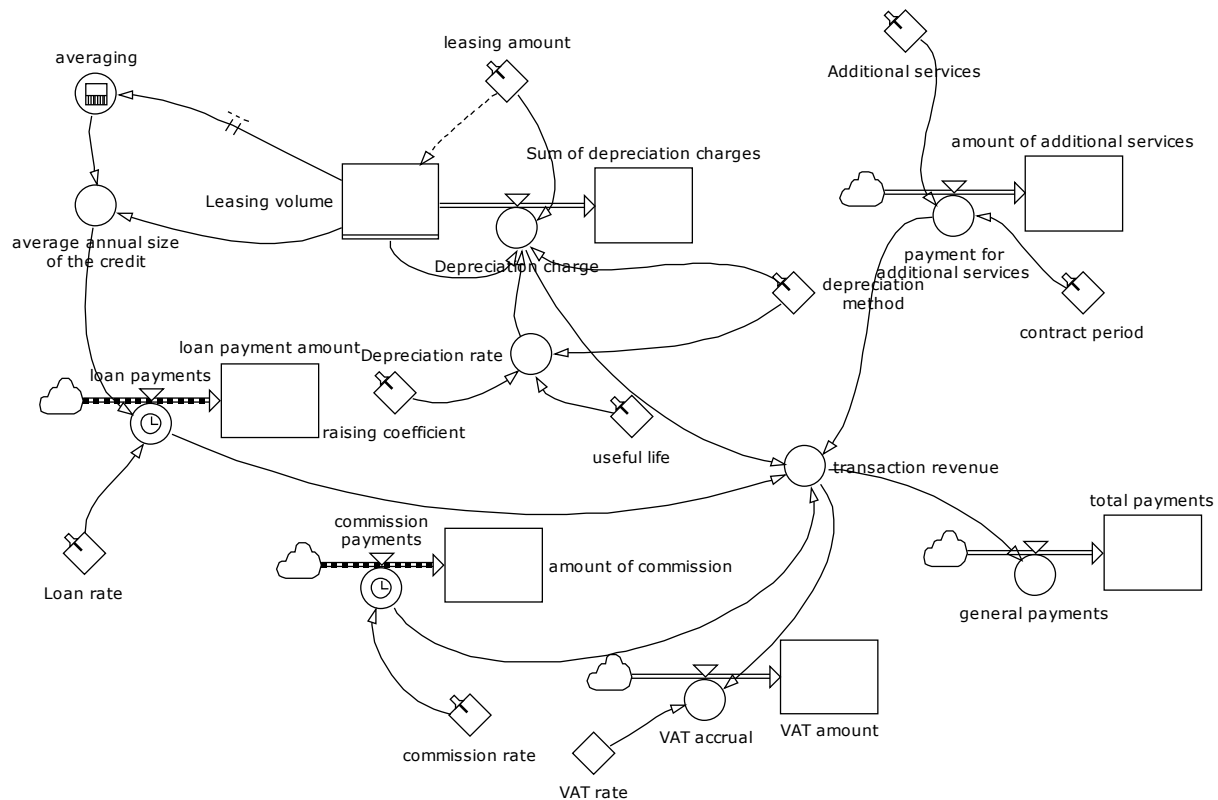 leasing amount
averaging
Additional services
amount of additional services
Sum of depreciation charges
Leasing volume
average annual size
of the credit
payment for
additional services
Depreciation charge
depreciation
method
contract period
loan payment amount
Depreciation rate
loan payments
raising coefficient
useful life
transaction revenue
total payments
commission
payments
amount of commission
Loan rate
general payments
VAT accrual
VAT amount
commission rate
VAT rate